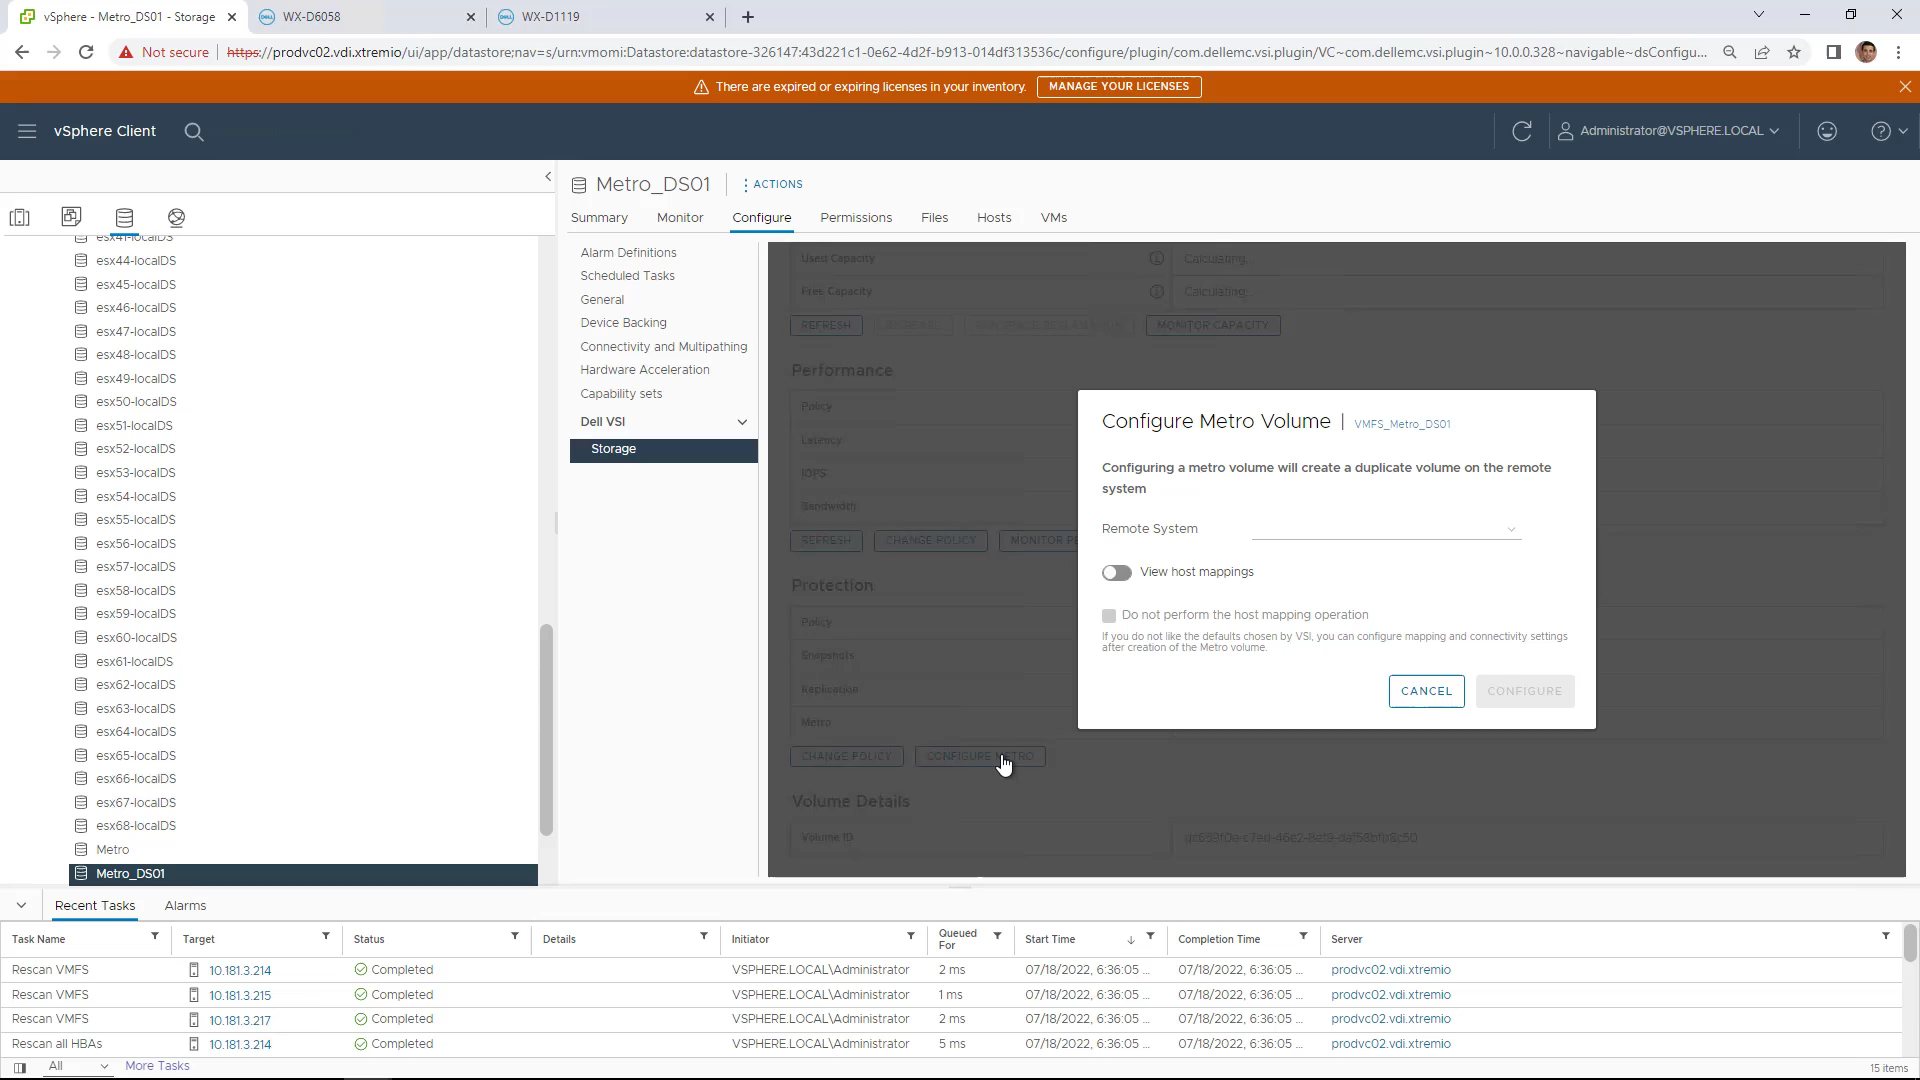 vSphere - Metro_DS01 - Storage
WX-D6058
WX-D1119
Not secure
https://prodvc02.vdi.xtremio/ui/app/datastore;nav=s/urn:vmomi:Datastore:datastore-326147:43d221c1-0e62-4d2f-b913-014df313536c/configure/plugin/com.dellemc.vsi.plugin/VC~com.dellemc.vsi.plugin~10.0.0.328~navigable~dsConfigu...
There are expired or expiring licenses in your inventory.
MANAGE YOUR LICENSES
vSphere Client
Administrator@VSPHERE.LOCAL
Metro_DS01
ACTIONS
Summary
Monitor
Configure
Permissions
Files
Hosts
VMs
esx41-localDS
esx44-localDS
esx45-localDS
esx46-localDS
esx47-localDS
esx48-localDS
esx49-localDS
esx50-localDS
esx51-localDS
esx52-localDS
esx53-localDS
esx54-localDS
esx55-localDS
esx56-localDS
esx57-localDS
esx58-localDS
esx59-localDS
esx60-localDS
esx61-localDS
esx62-localDS
esx63-localDS
esx64-localDS
esx65-localDS
esx66-localDS
esx67-localDS
esx68-localDS
Metro
Metro_DS01
Alarm Definitions
Scheduled Tasks
General
Device Backing
Connectivity and Multipathing
Hardware Acceleration
Capability sets
Dell VSI
Storage
Used Capacity
Calculating...
Free Capacity
Calculating...
REFRESH
MONITOR CAPACITY
Performance
Policy
Latency
IOPS
Bandwidth
REFRESH
CHANGE POLICY
MONITOR PE
Protection
Policy
Snapshots
Replication
Metro
CHANGE POLICY
CONFIGURE METRO
Volume Details
Volume ID
Configure Metro Volume | VMFS_Metro_DS01
Configuring a metro volume will create a duplicate volume on the remote
system
Remote System
View host mappings
Do not perform the host mapping operation
If you do not like the defaults chosen by VSI, you can configure mapping and connectivity settings
after creation of the Metro volume.
CANCEL
CONFIGURE
Recent Tasks
Alarms
Task Name
Target
Status
Details
Initiator
Queued
For
Start Time
Completion Time
Server
Rescan VMFS 10.181.3.214 Completed VSPHERE.LOCAL\Administrator 2 ms 07/18/2022, 6:36:05 ... 07/18/2022, 6:36:05 ... prodvc02.vdi.xtremio
Rescan VMFS 10.181.3.215 Completed VSPHERE.LOCAL\Administrator 1 ms 07/18/2022, 6:36:05 ... 07/18/2022, 6:36:05 ... prodvc02.vdi.xtremio
Rescan VMFS 10.181.3.217 Completed VSPHERE.LOCAL\Administrator 2 ms 07/18/2022, 6:36:05 ... 07/18/2022, 6:36:05 ... prodvc02.vdi.xtremio
Rescan all HBAs 10.181.3.214 Completed VSPHERE.LOCAL\Administrator 5 ms 07/18/2022, 6:36:05 ... 07/18/2022, 6:36:05 ... prodvc02.vdi.xtremio
All
More Tasks
15 items